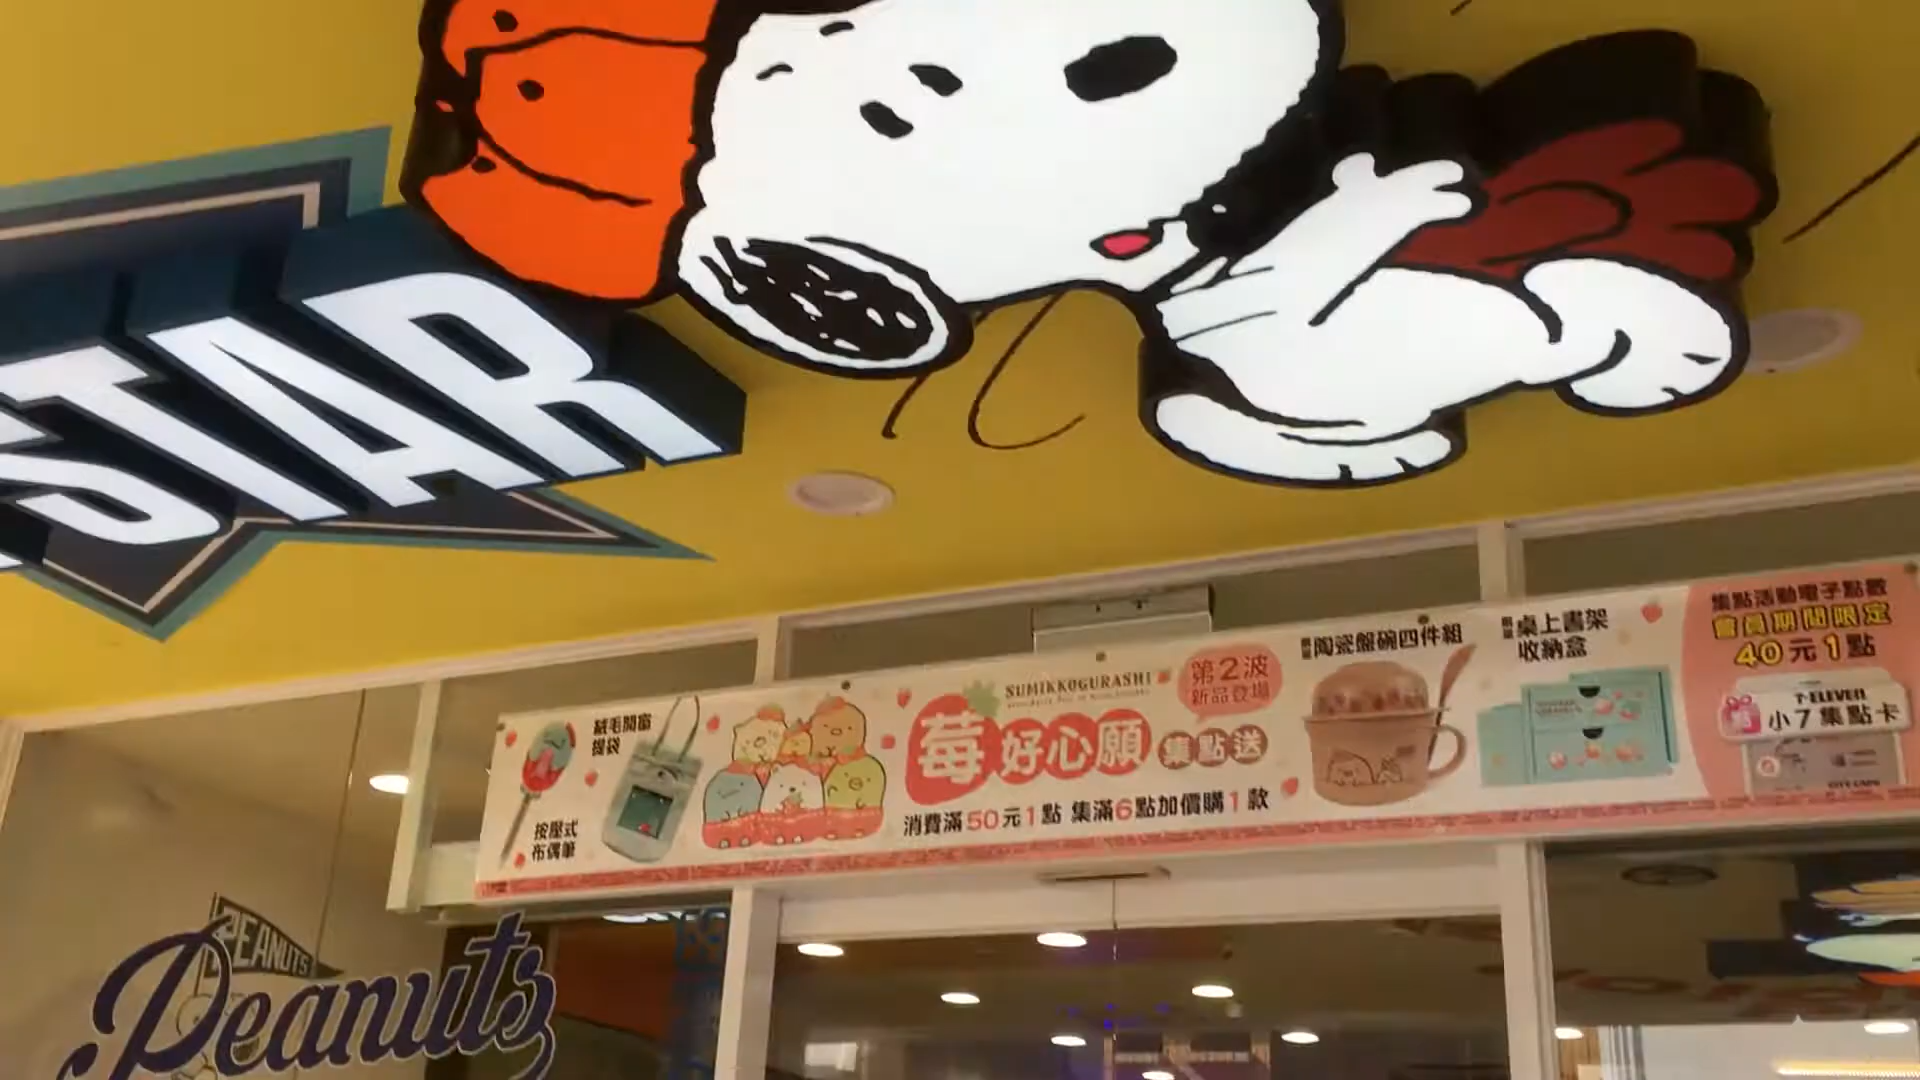 STAR
SUMIKKOGURASHI
第2波
新品登場
莓好心願 集點送
消費滿50元1點 集滿6點加價購1款
絨毛開窗
提袋
按壓式
布偶筆
陶瓷盤碗四件組
桌上書架
收納盒
集點活動電子點數
會員期間限定
40元1點
7-ELEVEN
小7集點卡
PEANUTS
Peanuts